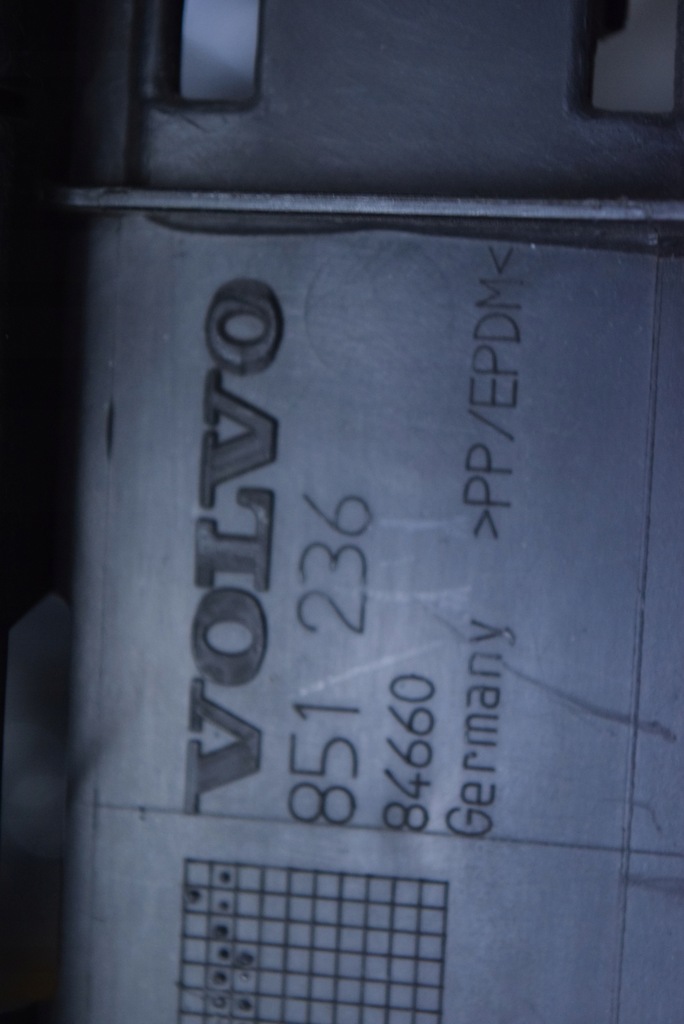 VOLVO
851 236
84660
Germany >PP/EPDM<